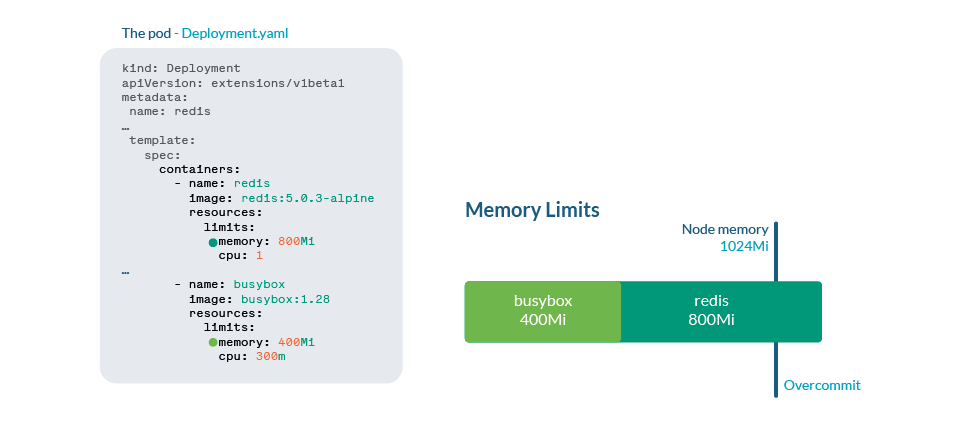 The pod - Deployment.yaml
kind: Deployment
apiVersion: extensions/v1beta1
metadata:
 name: redis
…
 template:
   spec:
     containers:
       - name: redis
         image: redis:5.0.3-alpine
         resources:
           limits:
             memory: 800Mi
             cpu: 1
…
       - name: busybox
         image: busybox:1.28
         resources:
           limits:
             memory: 400Mi
             cpu: 300m
Memory Limits
Node memory
1024Mi
busybox
400Mi
redis
800Mi
Overcommit